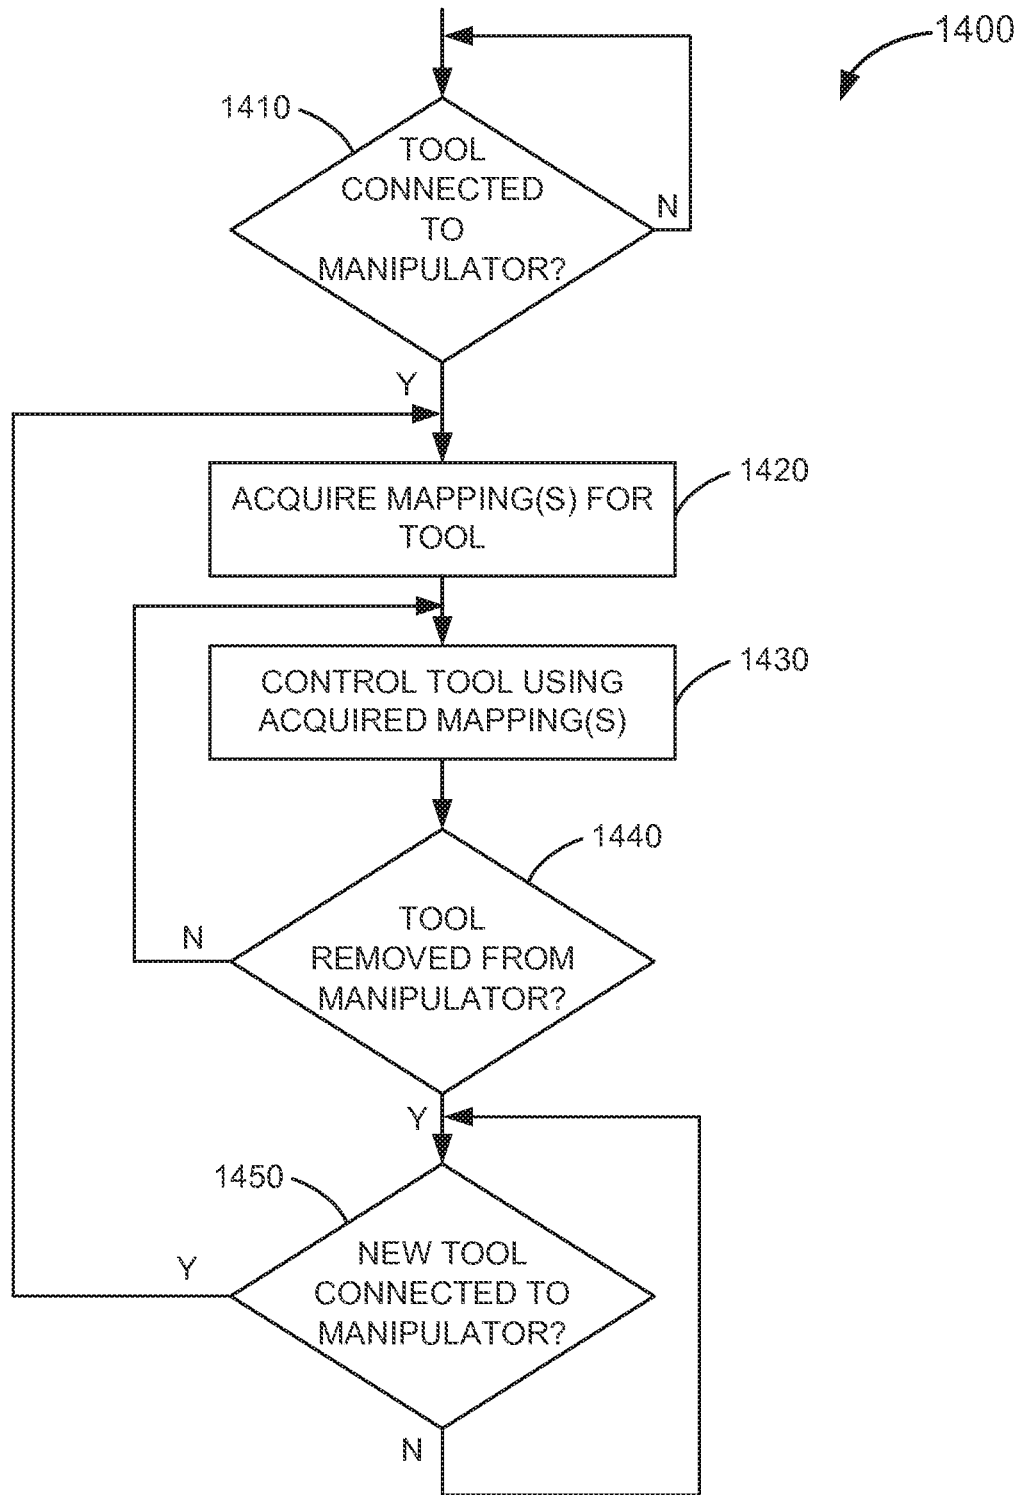 1400
1410
TOOL
CONNECTED
TO
MANIPULATOR?
N
Y
1420
ACQUIRE MAPPING(S) FOR
TOOL
1430
CONTROL TOOL USING
ACQUIRED MAPPING(S)
1440
TOOL
REMOVED FROM
MANIPULATOR?
N
Y
1450
NEW TOOL
CONNECTED TO
MANIPULATOR?
Y
N